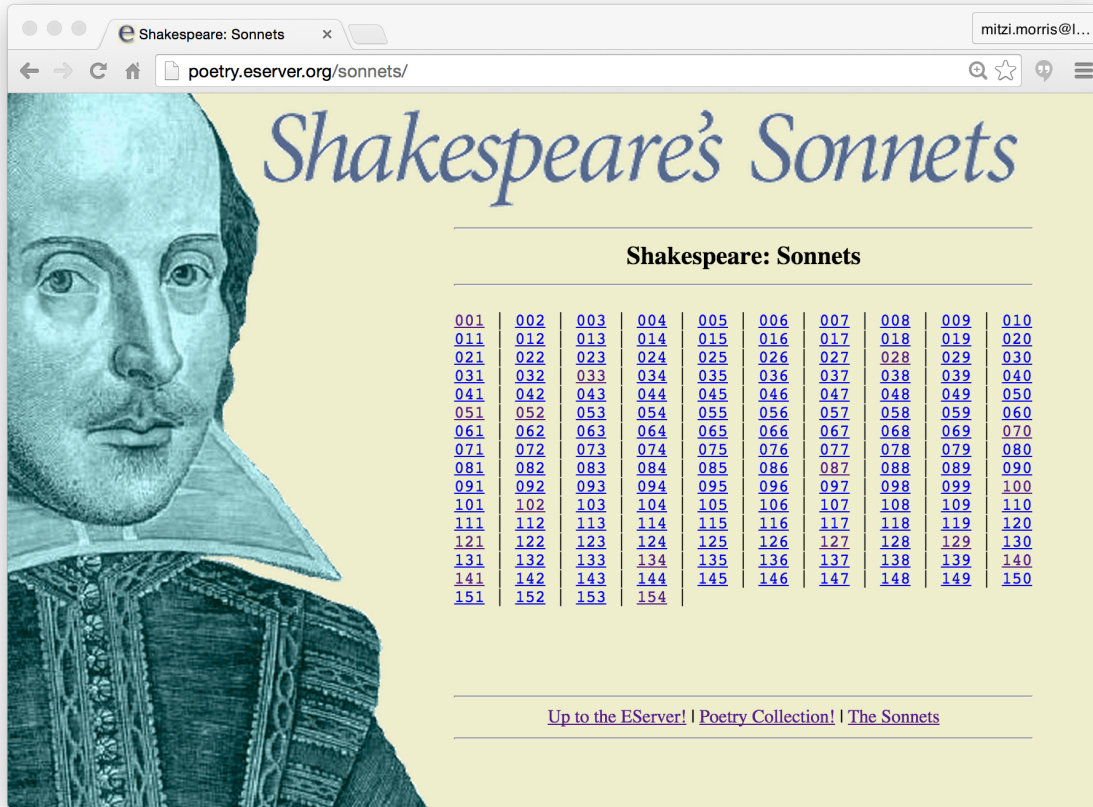 Shakespeare: Sonnets
mitzi.morris@l...
poetry.eserver.org/sonnets/
Shakespeare's Sonnets
Shakespeare: Sonnets
001 | 002 | 003 | 004 | 005 | 006 | 007 | 008 | 009 | 010
011 | 012 | 013 | 014 | 015 | 016 | 017 | 018 | 019 | 020
021 | 022 | 023 | 024 | 025 | 026 | 027 | 028 | 029 | 030
031 | 032 | 033 | 034 | 035 | 036 | 037 | 038 | 039 | 040
041 | 042 | 043 | 044 | 045 | 046 | 047 | 048 | 049 | 050
051 | 052 | 053 | 054 | 055 | 056 | 057 | 058 | 059 | 060
061 | 062 | 063 | 064 | 065 | 066 | 067 | 068 | 069 | 070
071 | 072 | 073 | 074 | 075 | 076 | 077 | 078 | 079 | 080
081 | 082 | 083 | 084 | 085 | 086 | 087 | 088 | 089 | 090
091 | 092 | 093 | 094 | 095 | 096 | 097 | 098 | 099 | 100
101 | 102 | 103 | 104 | 105 | 106 | 107 | 108 | 109 | 110
111 | 112 | 113 | 114 | 115 | 116 | 117 | 118 | 119 | 120
121 | 122 | 123 | 124 | 125 | 126 | 127 | 128 | 129 | 130
131 | 132 | 133 | 134 | 135 | 136 | 137 | 138 | 139 | 140
141 | 142 | 143 | 144 | 145 | 146 | 147 | 148 | 149 | 150
151 | 152 | 153 | 154 |
Up to the EServer! | Poetry Collection! | The Sonnets